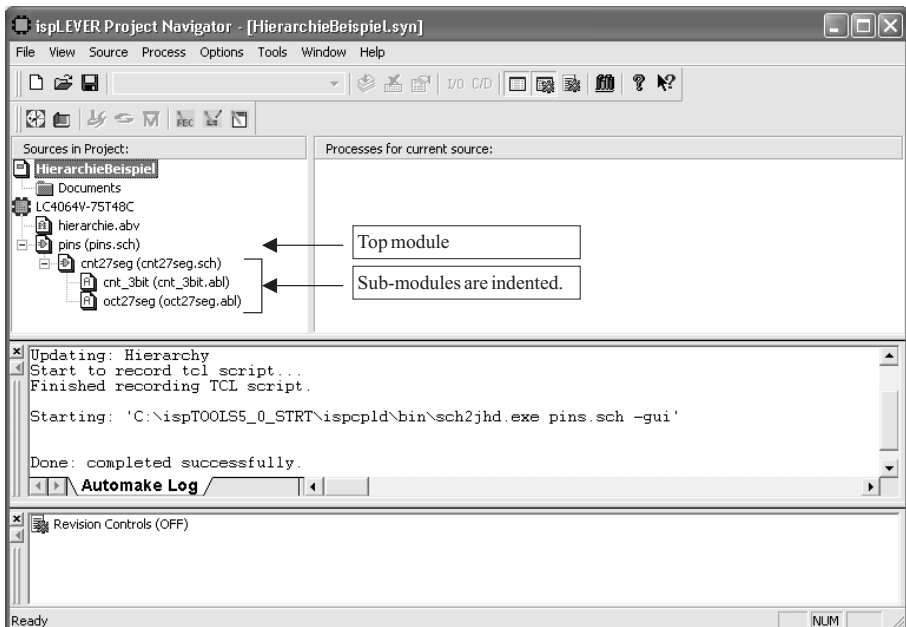 ispLEVER Project Navigator - [HierarchieBeispiel.syn]
File View Source Process Options Tools Window Help
I/O C/D
FEC
Sources in Project:
Processes for current source:
HierarchieBeispiel
Documents
LC4064V-75T48C
hierarchie.abv
pins (pins.sch)
Top module
cnt27seg (cnt27seg.sch)
cnt_3bit (cnt_3bit.abl)
Sub-modules are indented.
oct27seg (oct27seg.abl)
Updating: Hierarchy
Start to record tcl script...
Finished recording TCL script.
Starting: 'C:\ispTOOLS5_0_STRT\ispcpld\bin\sch2jhd.exe pins.sch -gui'
Done: completed successfully.
Automake Log
Revision Controls (OFF)
Ready
NUM